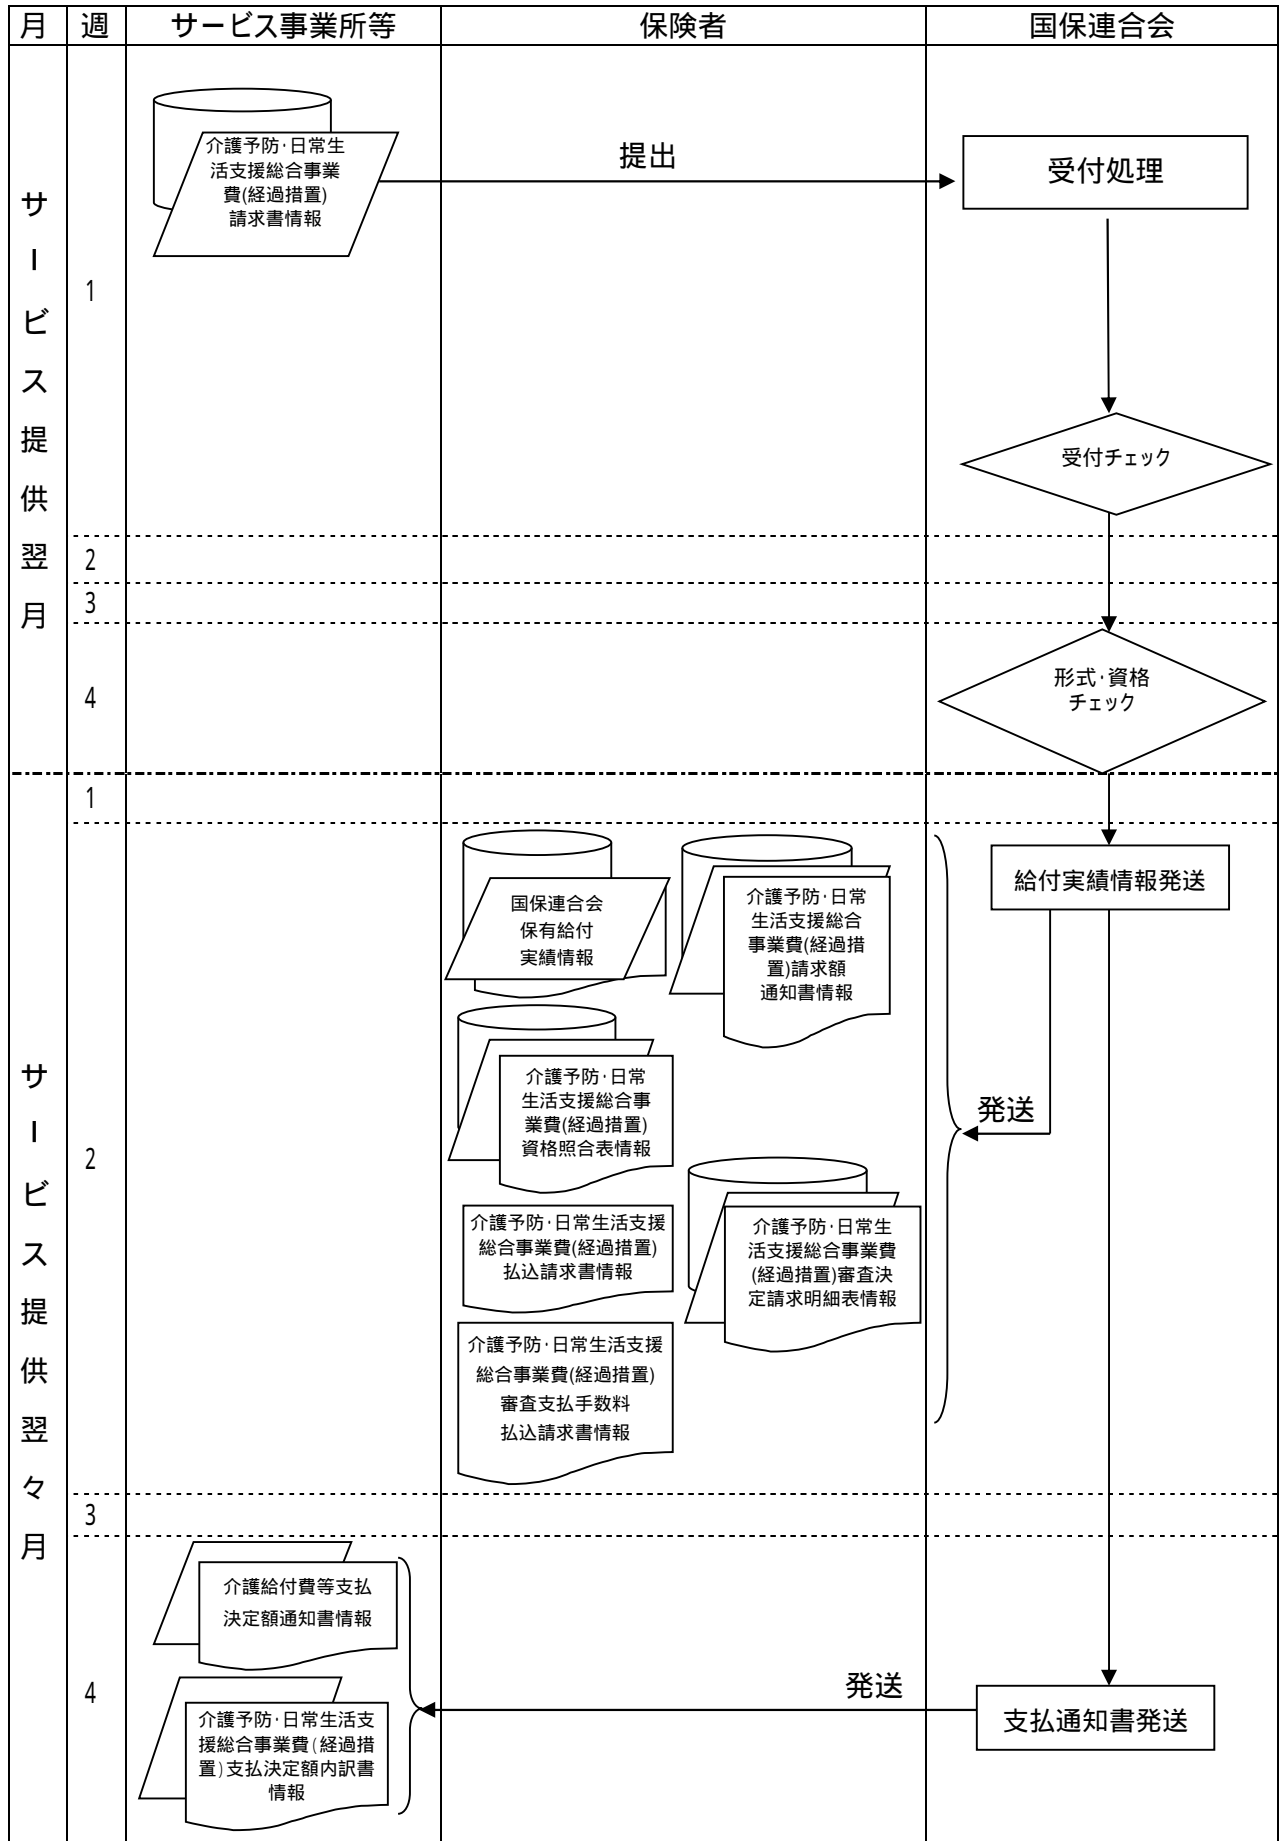 月 週 サービス事業所等 保険者 国保連合会
サービス提供翌月
1
介護予防･日常生
活支援総合事業
費(経過措置)
請求書情報
提出
受付処理
受付チェック
2
3
4
形式･資格
チェック
サービス提供翌々月
1
2
国保連合会
保有給付
実績情報
介護予防･日常
生活支援総合
事業費(経過措
置)請求額
通知書情報
給付実績情報発送
介護予防･日常
生活支援総合事
業費(経過措置)
資格照合表情報
発送
介護予防･日常生活支援
総合事業費(経過措置)
払込請求書情報
介護予防･日常生
活支援総合事業費
(経過措置)審査決
定請求明細表情報
介護予防･日常生活支援
総合事業費(経過措置)
審査支払手数料
払込請求書情報
3
4
介護給付費等支払
決定額通知書情報
介護予防･日常生活支
援総合事業費(経過措
置)支払決定額内訳書
情報
発送
支払通知書発送